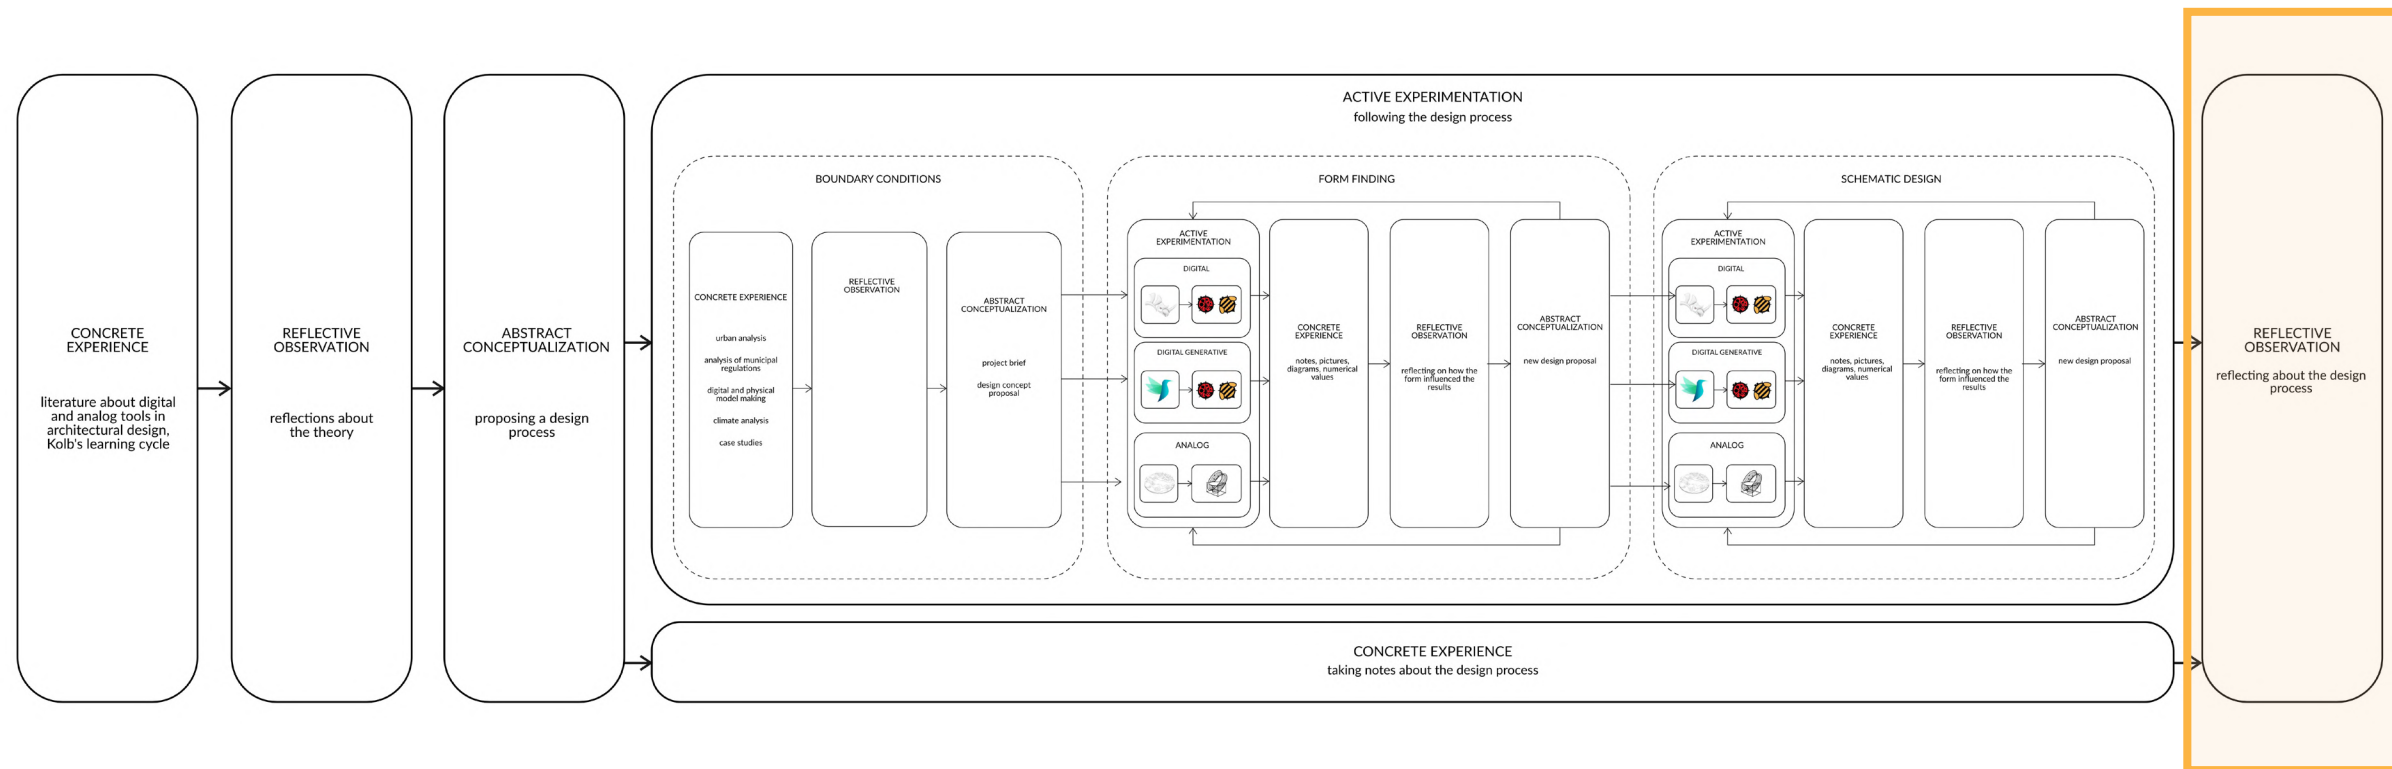 CONCRETE
EXPERIENCE
literature about digital
and analog tools in
architectural design,
Kolb's learning cycle
REFLECTIVE
OBSERVATION
reflections about
the theory
ABSTRACT
CONCEPTUALIZATION
proposing a design
process
ACTIVE EXPERIMENTATION
following the design process
BOUNDARY CONDITIONS
CONCRETE EXPERIENCE
urban analysis
analysis of municipal
regulations
digital and physical
model making
climate analysis
case studies
REFLECTIVE
OBSERVATION
ABSTRACT
CONCEPTUALIZATION
project brief
design concept
proposal
FORM FINDING
ACTIVE
EXPERIMENTATION
DIGITAL
DIGITAL GENERATIVE
ANALOG
CONCRETE
EXPERIENCE
notes, pictures,
diagrams, numerical
values
REFLECTIVE
OBSERVATION
reflecting on how the
form influenced the
results
ABSTRACT
CONCEPTUALIZATION
new design proposal
SCHEMATIC DESIGN
ACTIVE
EXPERIMENTATION
DIGITAL
DIGITAL GENERATIVE
ANALOG
CONCRETE
EXPERIENCE
notes, pictures,
diagrams, numerical
values
REFLECTIVE
OBSERVATION
reflecting on how the
form influenced the
results
ABSTRACT
CONCEPTUALIZATION
new design proposal
CONCRETE EXPERIENCE
taking notes about the design process
REFLECTIVE
OBSERVATION
reflecting about the design
process